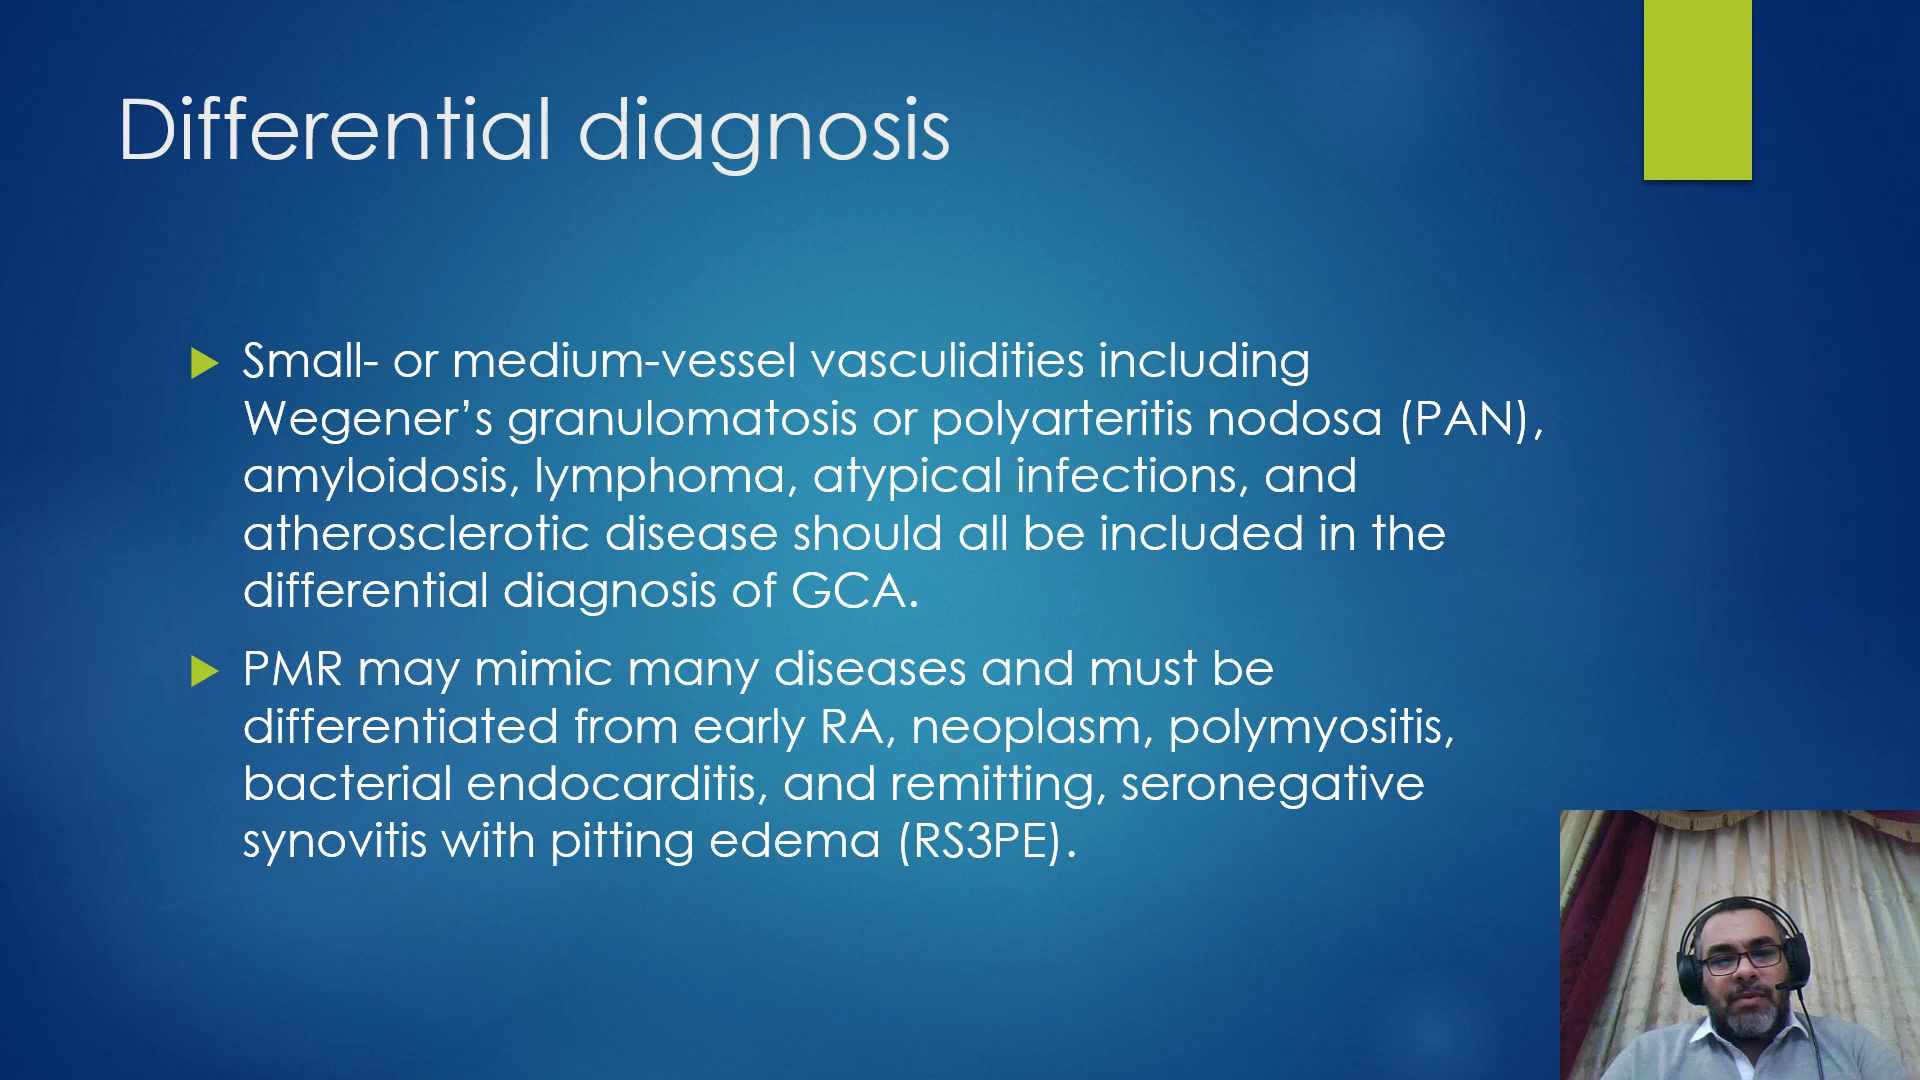 Differential diagnosis
Small- or medium-vessel vasculidities including
Wegener’s granulomatosis or polyarteritis nodosa (PAN),
amyloidosis, lymphoma, atypical infections, and
atherosclerotic disease should all be included in the
differential diagnosis of GCA.
PMR may mimic many diseases and must be
differentiated from early RA, neoplasm, polymyositis,
bacterial endocarditis, and remitting, seronegative
synovitis with pitting edema (RS3PE).